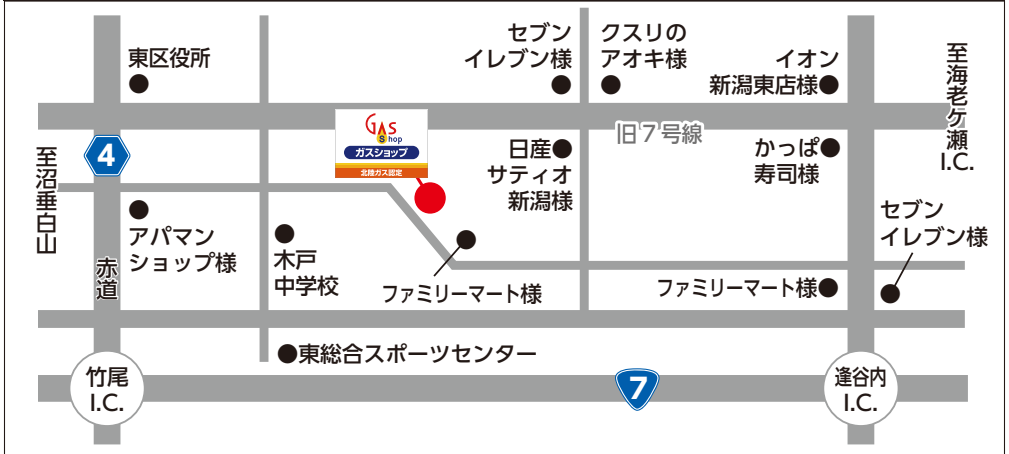 東区役所
セブン
イレブン様
クスリの
アオキ様
イオン
新潟東店様
至海老ケ瀬I.C.
GAS
Shop
ガスショップ
北陸ガス認定
旧7号線
4
至沼垂白山
日産
サティオ
新潟様
かっぱ
寿司様
アパマン
ショップ様
赤道
木戸
中学校
ファミリーマート様
セブン
イレブン様
ファミリーマート様
東総合スポーツセンター
竹尾
I.C.
7
逢谷内
I.C.